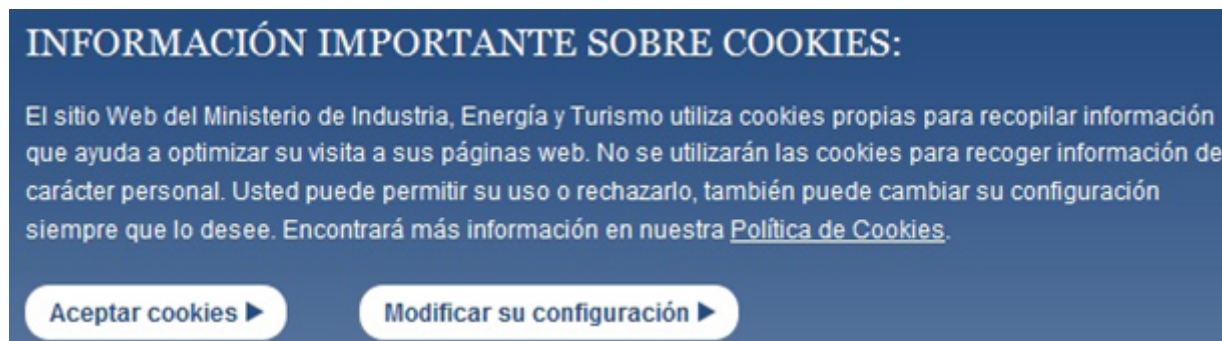 INFORMACIÓN IMPORTANTE SOBRE COOKIES:
El sitio Web del Ministerio de Industria, Energía y Turismo utiliza cookies propias para recopilar información
que ayuda a optimizar su visita a sus páginas web. No se utilizarán las cookies para recoger información de
carácter personal. Usted puede permitir su uso o rechazarlo, también puede cambiar su configuración
siempre que lo desee. Encontrará más información en nuestra Política de Cookies.
Aceptar cookies ▶ Modificar su configuración ▶